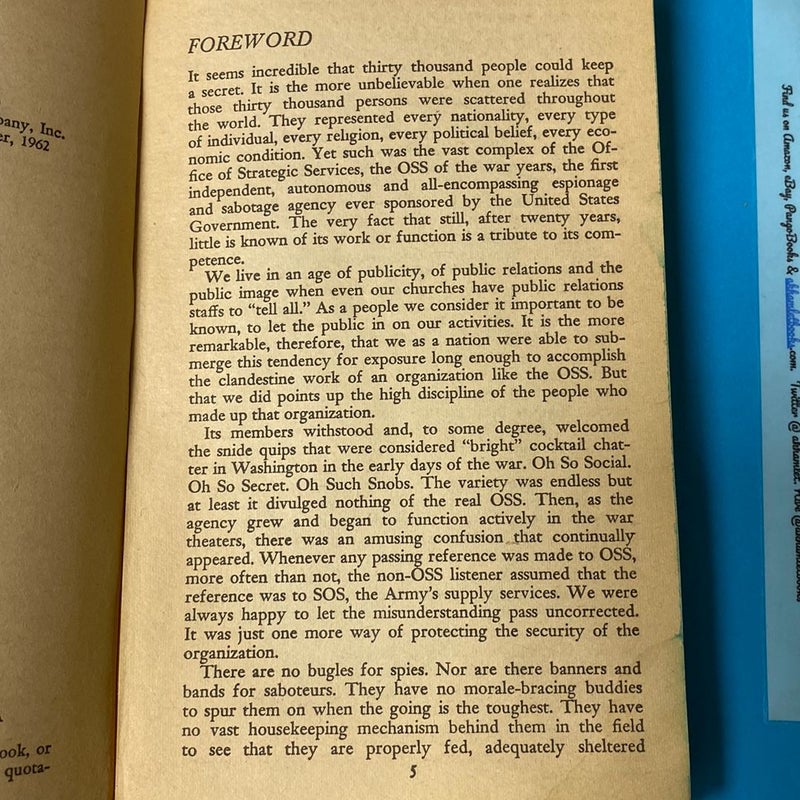 pany, Inc.
er, 1962
ook, or
quota-
FOREWORD
It seems incredible that thirty thousand people could keep
a secret. It is the more unbelievable when one realizes that
those thirty thousand persons were scattered throughout
the world. They represented every nationality, every type
of individual, every religion, every political belief, every eco-
nomic condition. Yet such was the vast complex of the Of-
fice of Strategic Services, the OSS of the war years, the first
independent, autonomous and all-encompassing espionage
and sabotage agency ever sponsored by the United States
Government. The very fact that still, after twenty years,
little is known of its work or function is a tribute to its com-
petence.
We live in an age of publicity, of public relations and the
public image when even our churches have public relations
staffs to "tell all." As a people we consider it important to be
known, to let the public in on our activities. It is the more
remarkable, therefore, that we as a nation were able to sub-
merge this tendency for exposure long enough to accomplish
the clandestine work of an organization like the OSS. But
that we did points up the high discipline of the people who
made up that organization.
Its members withstood and, to some degree, welcomed
the snide quips that were considered "bright" cocktail chat-
ter in Washington in the early days of the war. Oh So Social.
Oh So Secret. Oh Such Snobs. The variety was endless but
at least it divulged nothing of the real OSS. Then, as the
agency grew and began to function actively in the war
theaters, there was an amusing confusion that continually
appeared. Whenever any passing reference was made to OSS,
more often than not, the non-OSS listener assumed that the
reference was to SOS, the Army's supply services. We were
always happy to let the misunderstanding pass uncorrected.
It was just one more way of protecting the security of the
organization.
There are no bugles for spies. Nor are there banners and
bands for saboteurs. They have no morale-bracing buddies
to spur them on when the going is the toughest. They have
no vast housekeeping mechanism behind them in the field
to see that they are properly fed, adequately sheltered
5
Find us on Amazon, eBay, PangoBooks &